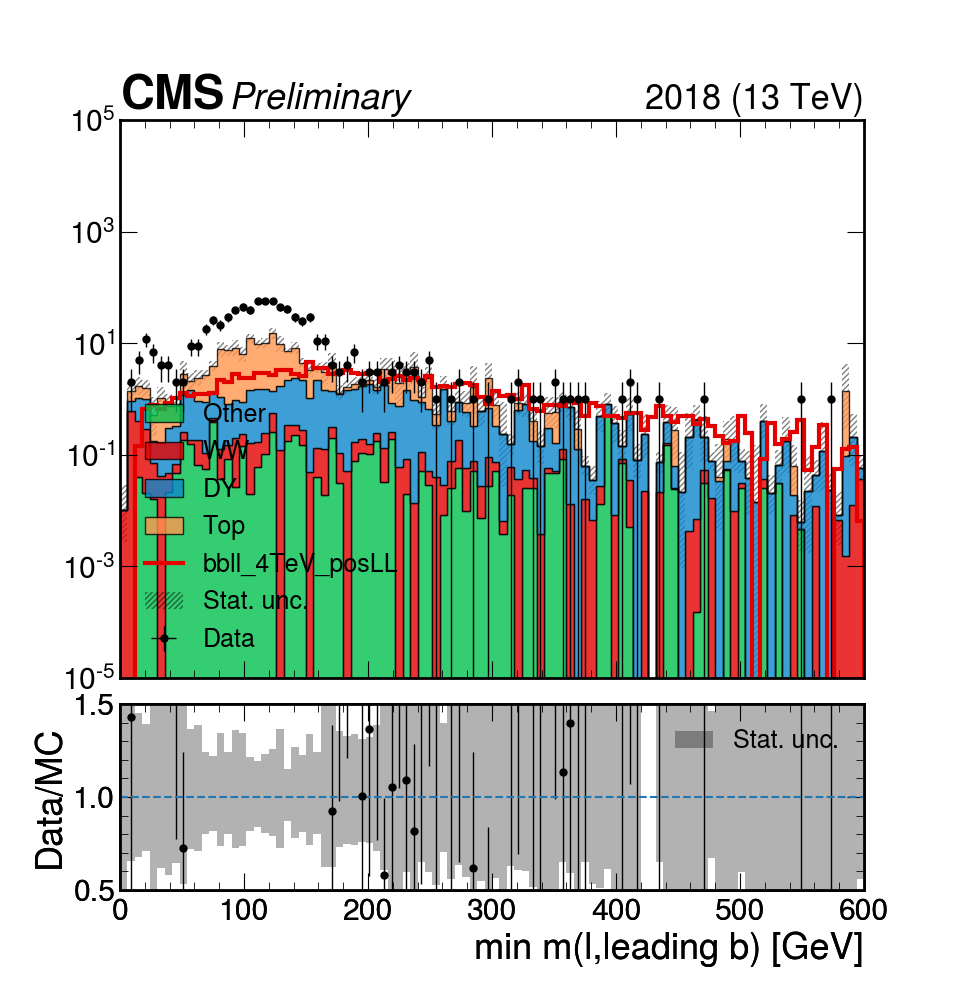 CMS Preliminary 2018 (13 TeV)
10^5
10^3
10^1
10^-1
10^-3
10^-5
Other
WW
DY
Top
bbll_4TeV_posLL
Stat. unc.
Data
1.5
1.0
0.5
Data/MC
Stat. unc.
0 100 200 300 400 500 600
min m(l,leading b) [GeV]